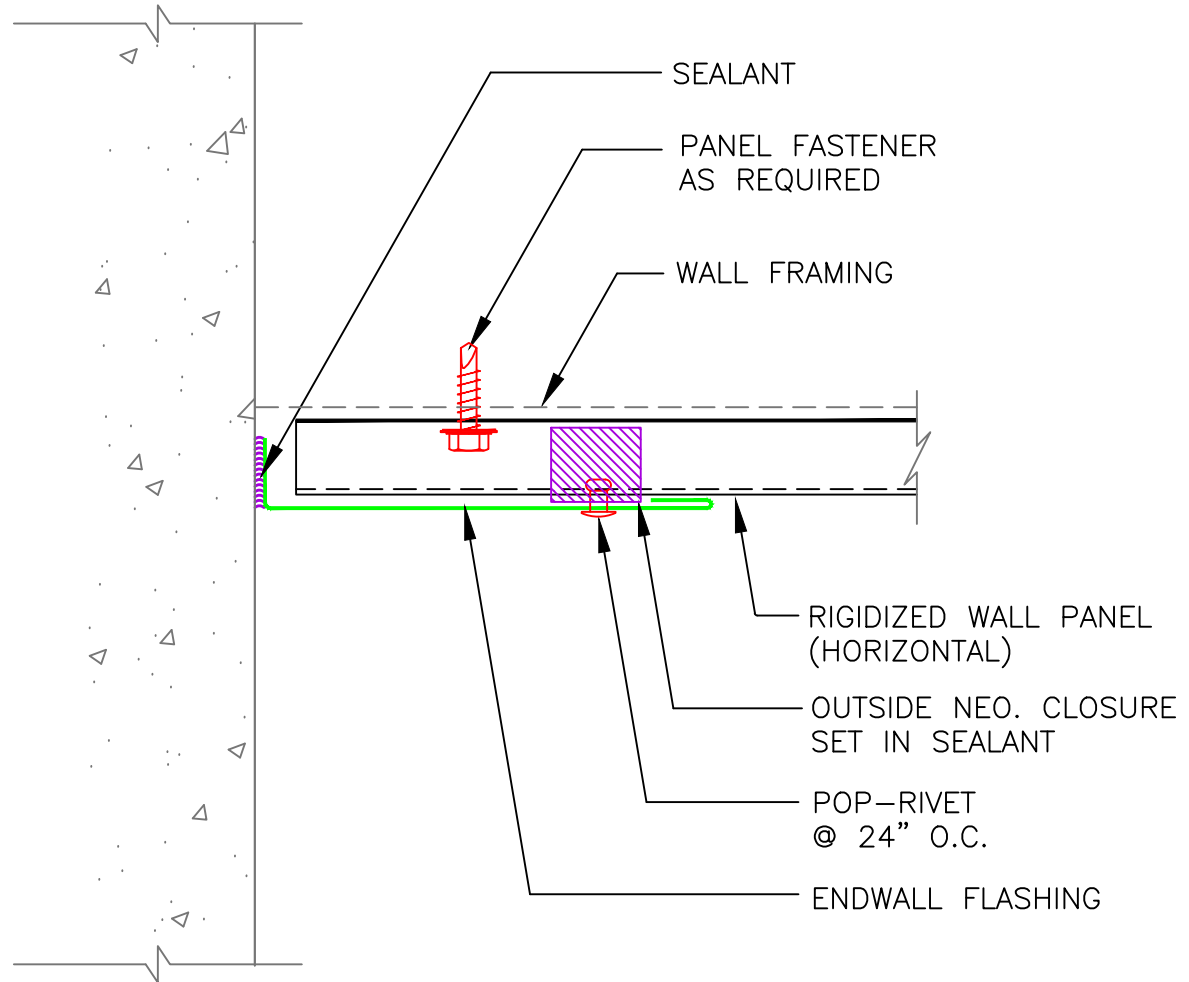 SEALANT
PANEL FASTENER
AS REQUIRED
WALL FRAMING
RIGIDIZED WALL PANEL
(HORIZONTAL)
OUTSIDE NEO. CLOSURE
SET IN SEALANT
POP-RIVET
@ 24” O.C.
ENDWALL FLASHING